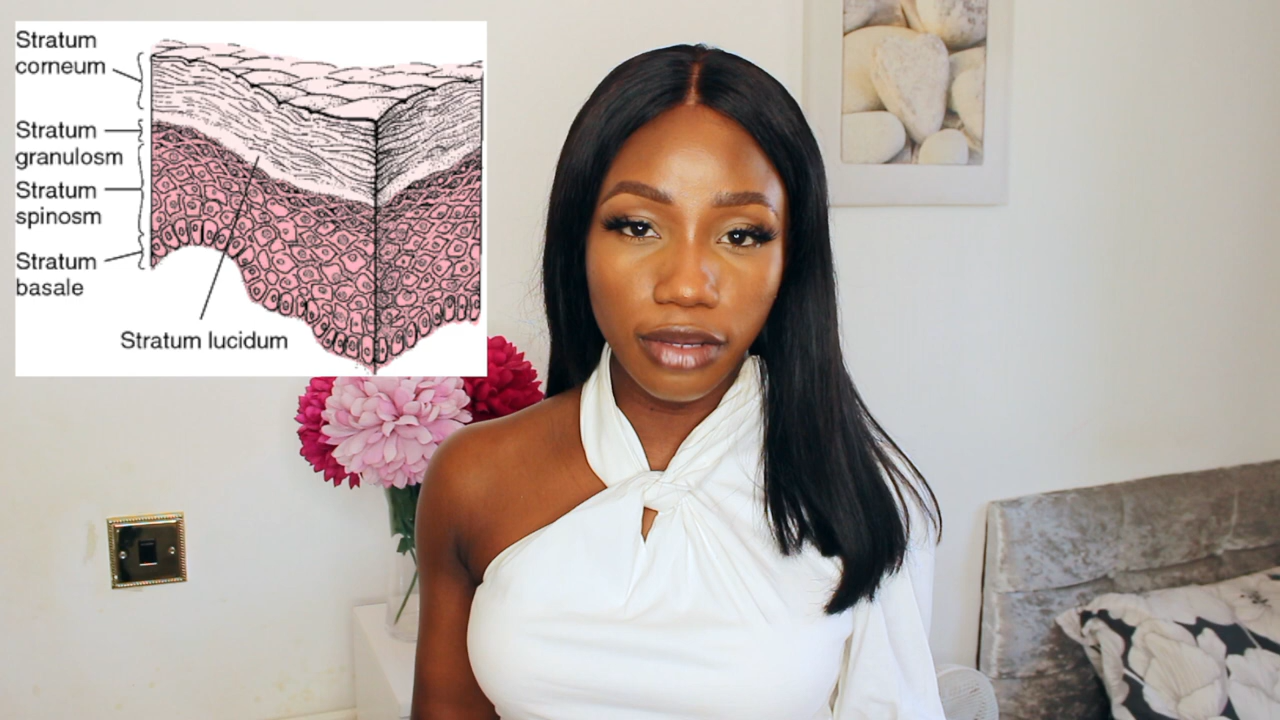 Stratum
corneum
Stratum
granulosm
Stratum
spinosm
Stratum
basale
Stratum lucidum